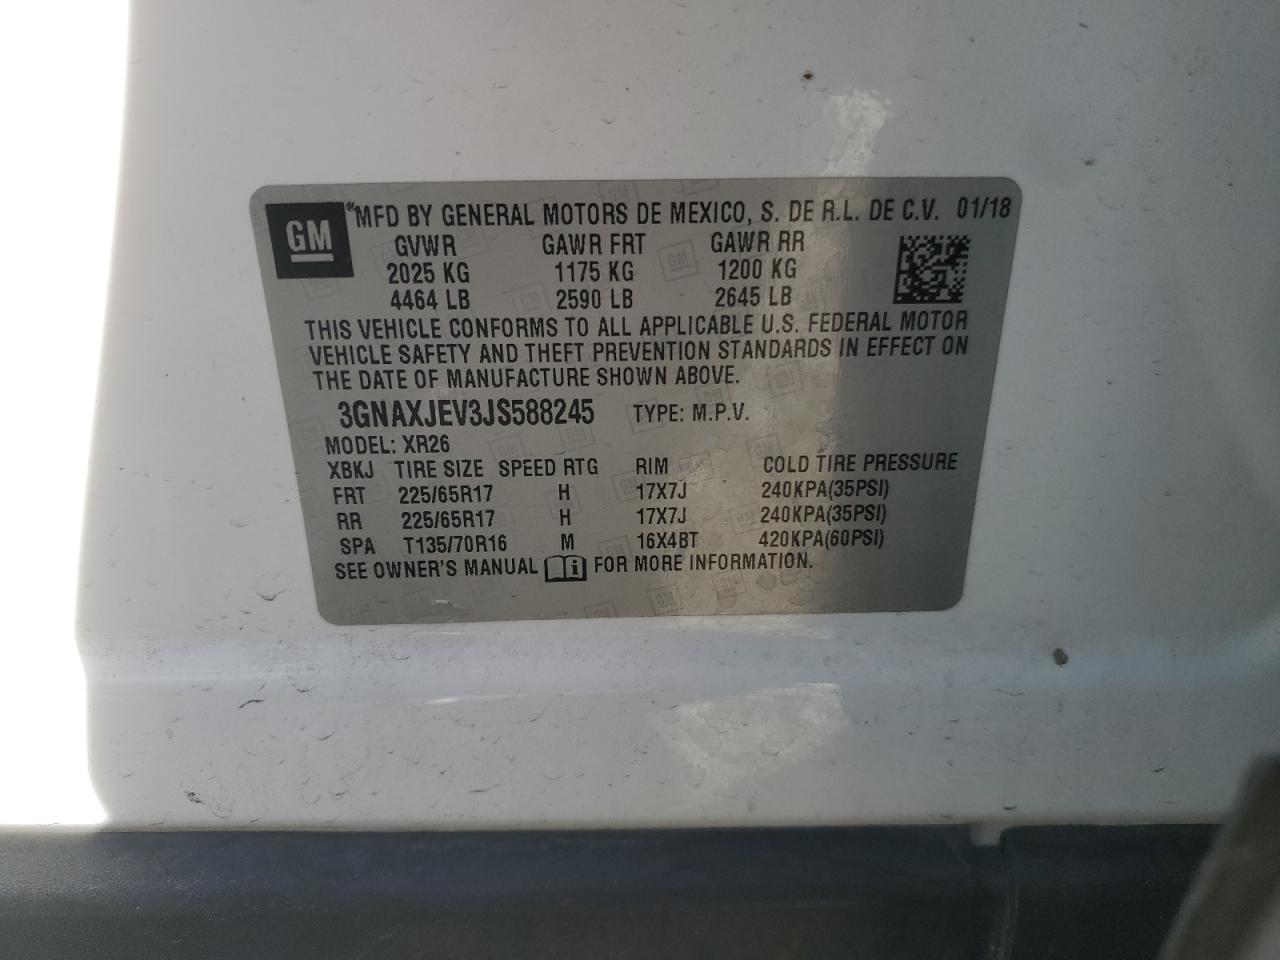 GM
MFD BY GENERAL MOTORS DE MEXICO, S. DE R.L. DE C.V. 01/18
GVWR GAWR FRT GAWR RR
2025 KG 1175 KG 1200 KG
4464 LB 2590 LB 2645 LB
THIS VEHICLE CONFORMS TO ALL APPLICABLE U.S. FEDERAL MOTOR
VEHICLE SAFETY AND THEFT PREVENTION STANDARDS IN EFFECT ON
THE DATE OF MANUFACTURE SHOWN ABOVE.
3GNAXJEV3JS588245 TYPE: M.P.V.
MODEL: XR26
XBKJ TIRE SIZE SPEED RTG RIM COLD TIRE PRESSURE
FRT 225/65R17 H 17X7J 240KPA(35PSI)
RR 225/65R17 H 17X7J 240KPA(35PSI)
SPA T135/70R16 M 16X4BT 420KPA(60PSI)
SEE OWNER'S MANUAL i FOR MORE INFORMATION.